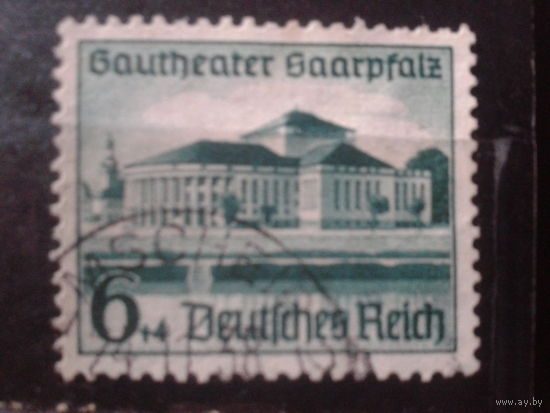 Gautheater Saarpfalz
6+4 Deutsches Reich
www.ay.by